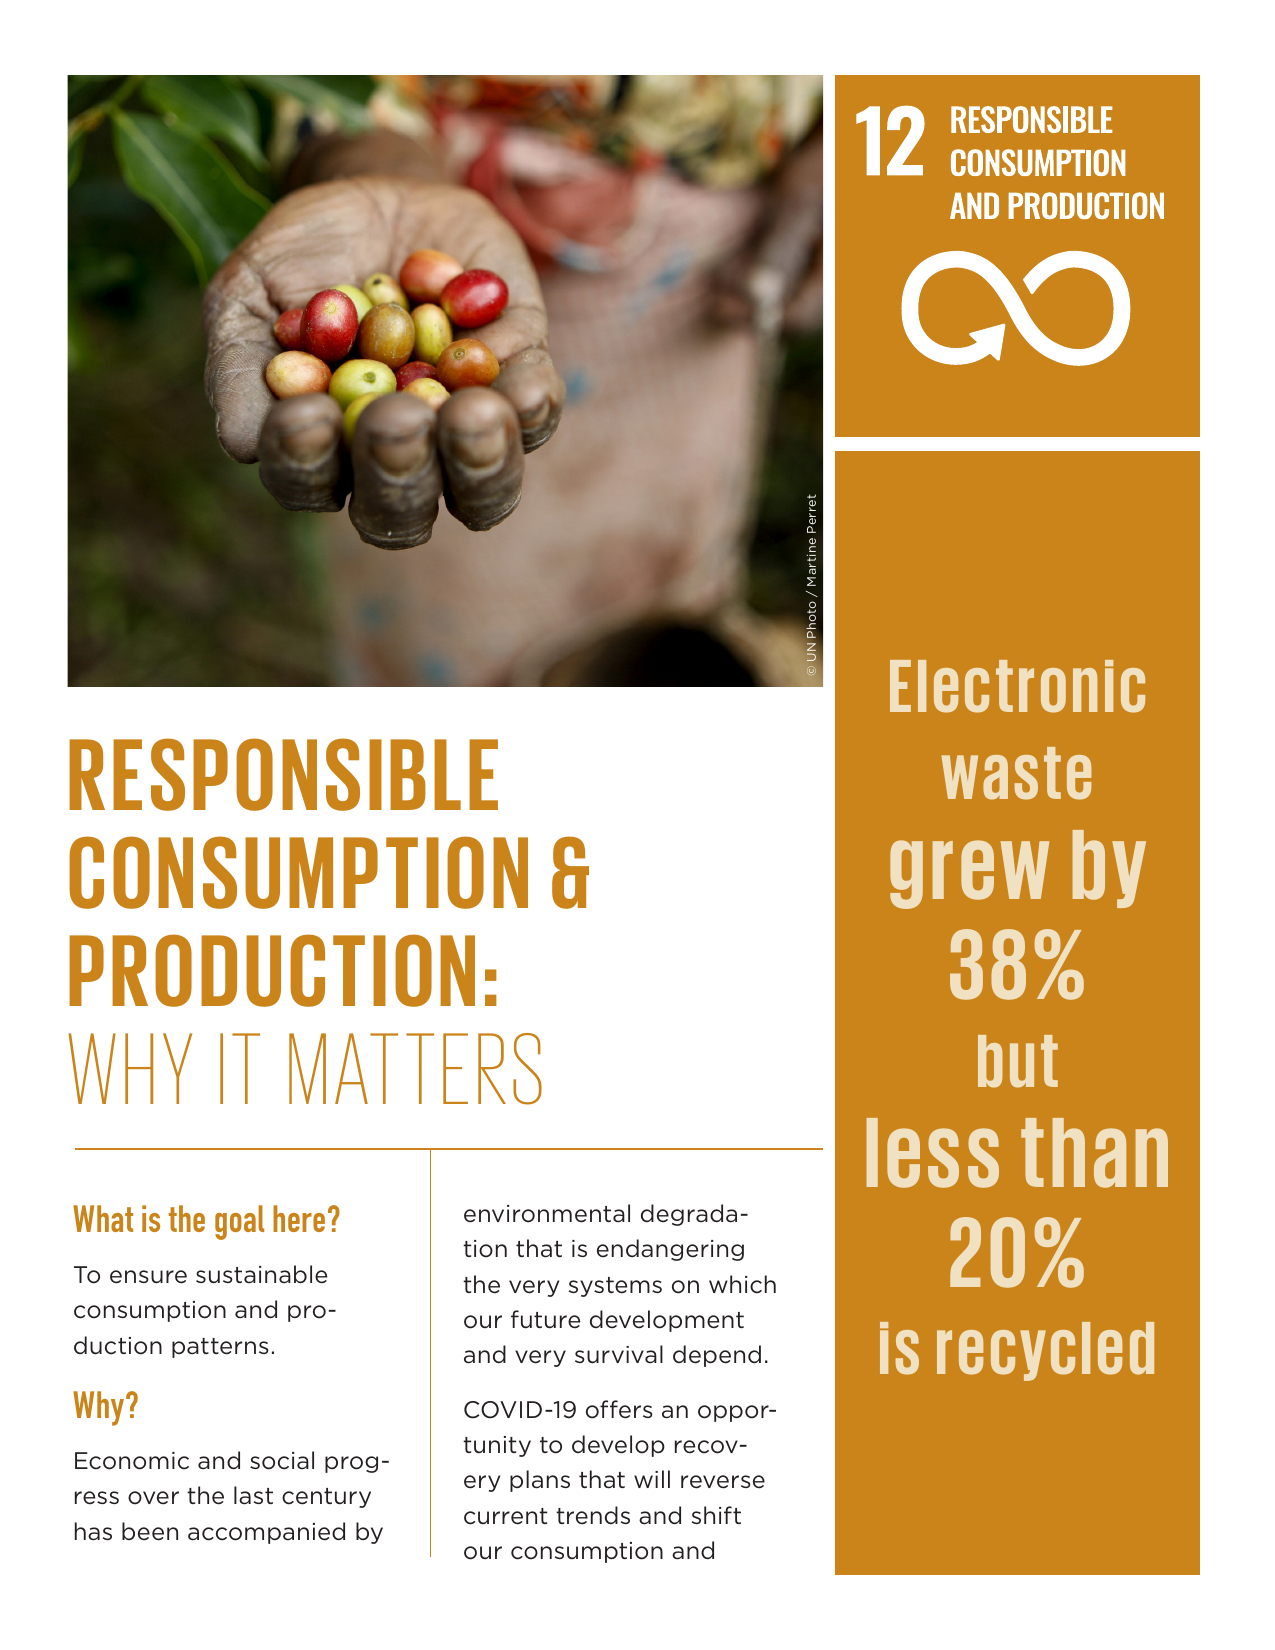 12
RESPONSIBLE
CONSUMPTION
AND PRODUCTION
© UN Photo / Martine Perret
RESPONSIBLE
CONSUMPTION &
PRODUCTION:
WHY IT MATTERS
What is the goal here?
To ensure sustainable
consumption and pro-
duction patterns.
Why?
Economic and social prog-
ress over the last century
has been accompanied by
environmental degrada-
tion that is endangering
the very systems on which
our future development
and very survival depend.
COVID-19 offers an oppor-
tunity to develop recov-
ery plans that will reverse
current trends and shift
our consumption and
Electronic
waste
grew by
38%
but
less than
20%
is recycled